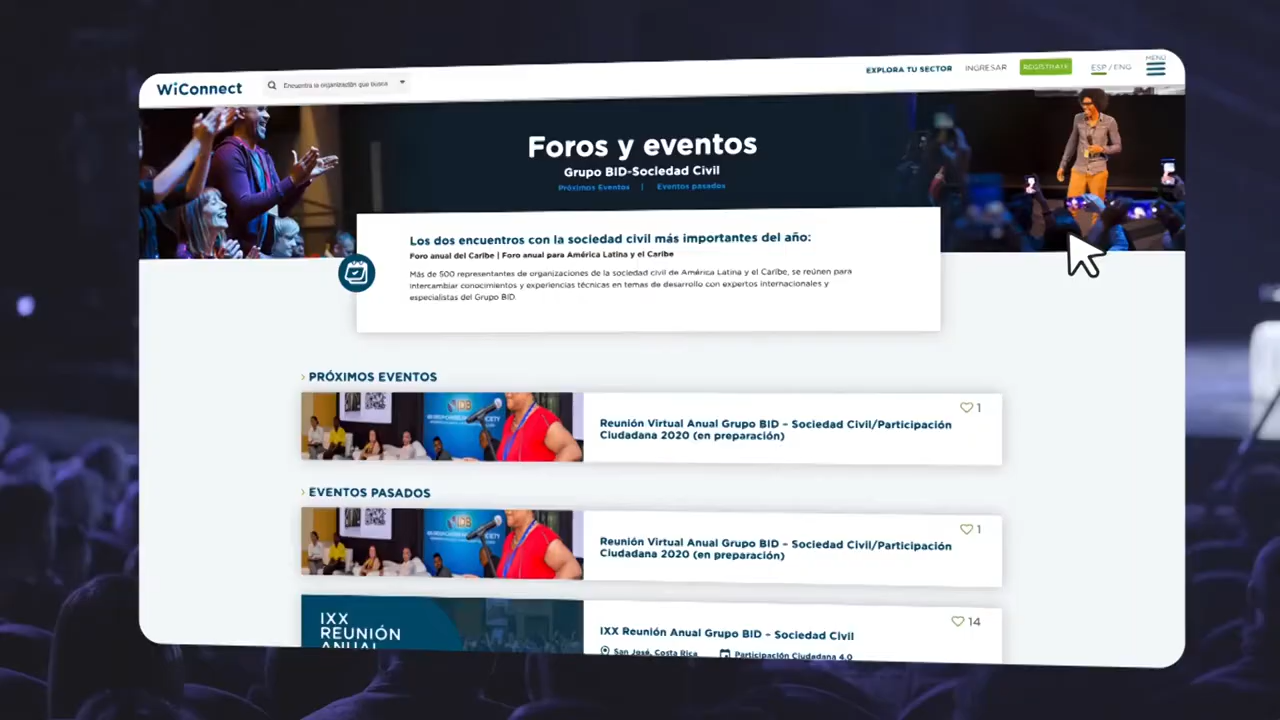 WiConnect
Encuentra la organización que busca
EXPLORA TU SECTOR
INGRESAR
REGÍSTRATE
ESP / ENG
MENÚ
Foros y eventos
Grupo BID-Sociedad Civil
Próximos Eventos | Eventos pasados
Los dos encuentros con la sociedad civil más importantes del año:
Foro anual del Caribe | Foro anual para América Latina y el Caribe
Más de 500 representantes de organizaciones de la sociedad civil de América Latina y el Caribe, se reúnen para
intercambiar conocimientos y experiencias técnicas en temas de desarrollo con expertos internacionales y
especialistas del Grupo BID.
› PRÓXIMOS EVENTOS
IDB
1
Reunión Virtual Anual Grupo BID – Sociedad Civil/Participación
Ciudadana 2020 (en preparación)
› EVENTOS PASADOS
IDB
1
Reunión Virtual Anual Grupo BID – Sociedad Civil/Participación
Ciudadana 2020 (en preparación)
IXX
REUNIÓN
ANUAL
14
IXX Reunión Anual Grupo BID – Sociedad Civil
San José, Costa Rica
Participación Ciudadana 4.0